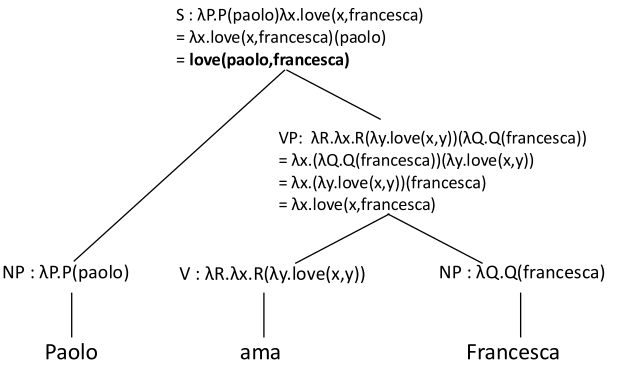 S : λP.P(paolo)λx.love(x,francesca)
= λx.love(x,francesca)(paolo)
= love(paolo,francesca)
VP: λR.λx.R(λy.love(x,y))(λQ.Q(francesca))
= λx.(λQ.Q(francesca))(λy.love(x,y))
= λx.(λy.love(x,y))(francesca)
= λx.love(x,francesca)
NP : λP.P(paolo)
V : λR.λx.R(λy.love(x,y))
NP : λQ.Q(francesca)
Paolo
ama
Francesca